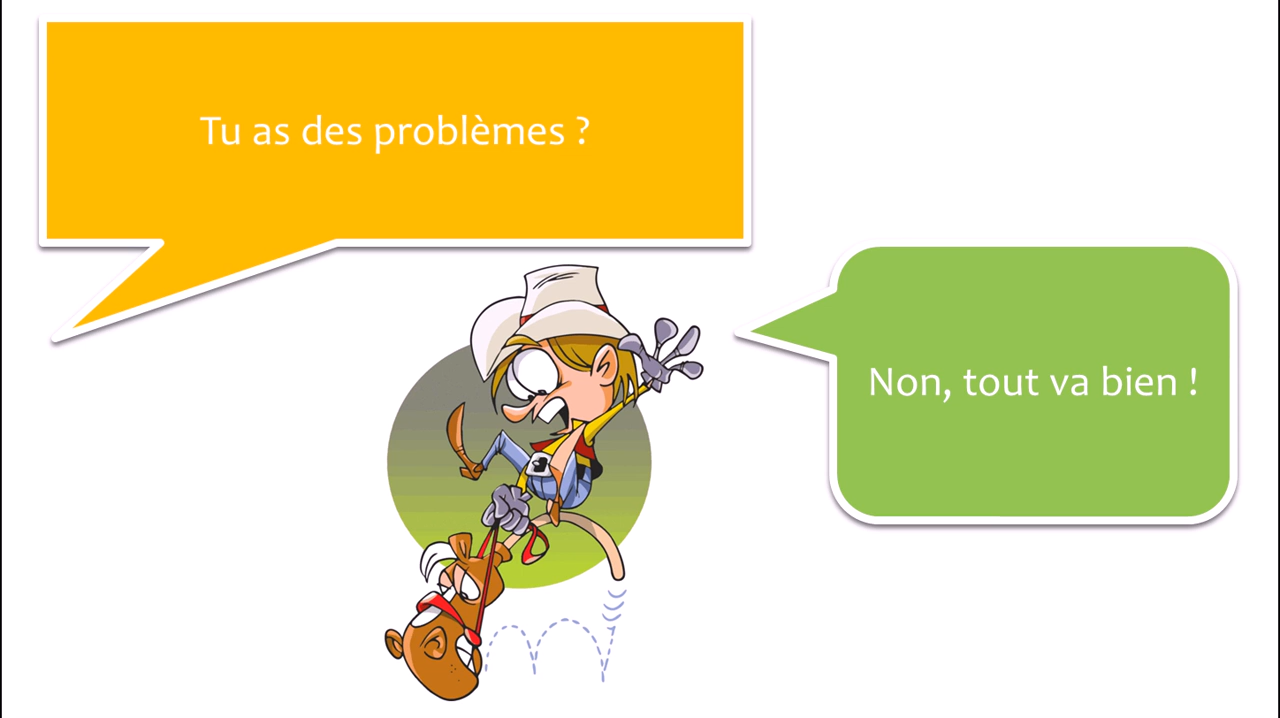 Tu as des problèmes ?
Non, tout va bien !